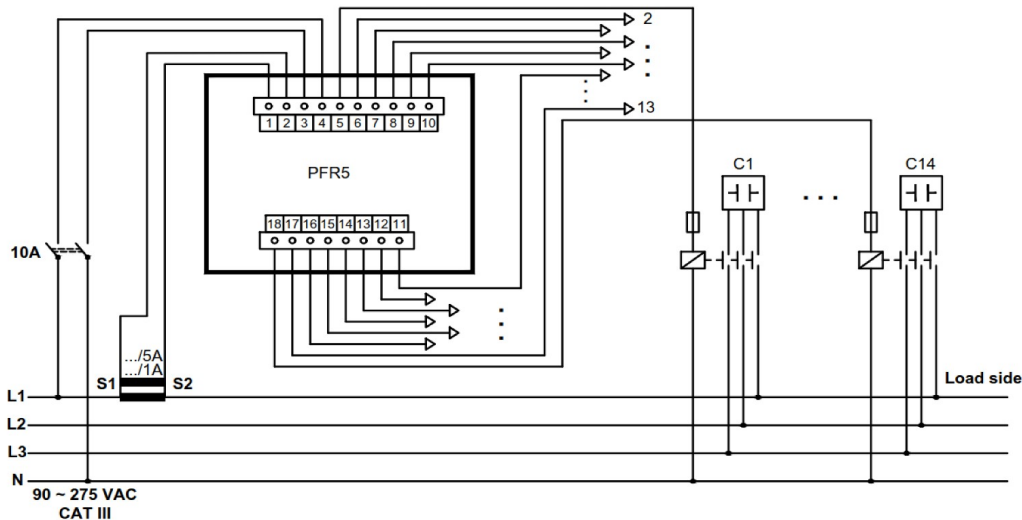 2
13
1 2 3 4 5 6 7 8 9 10
C1
C14
PFR5
18 17 16 15 14 13 12 11
10A
.../5A
.../1A
S1
S2
Load side
L1
L2
L3
N
90 ~ 275 VAC
CAT III